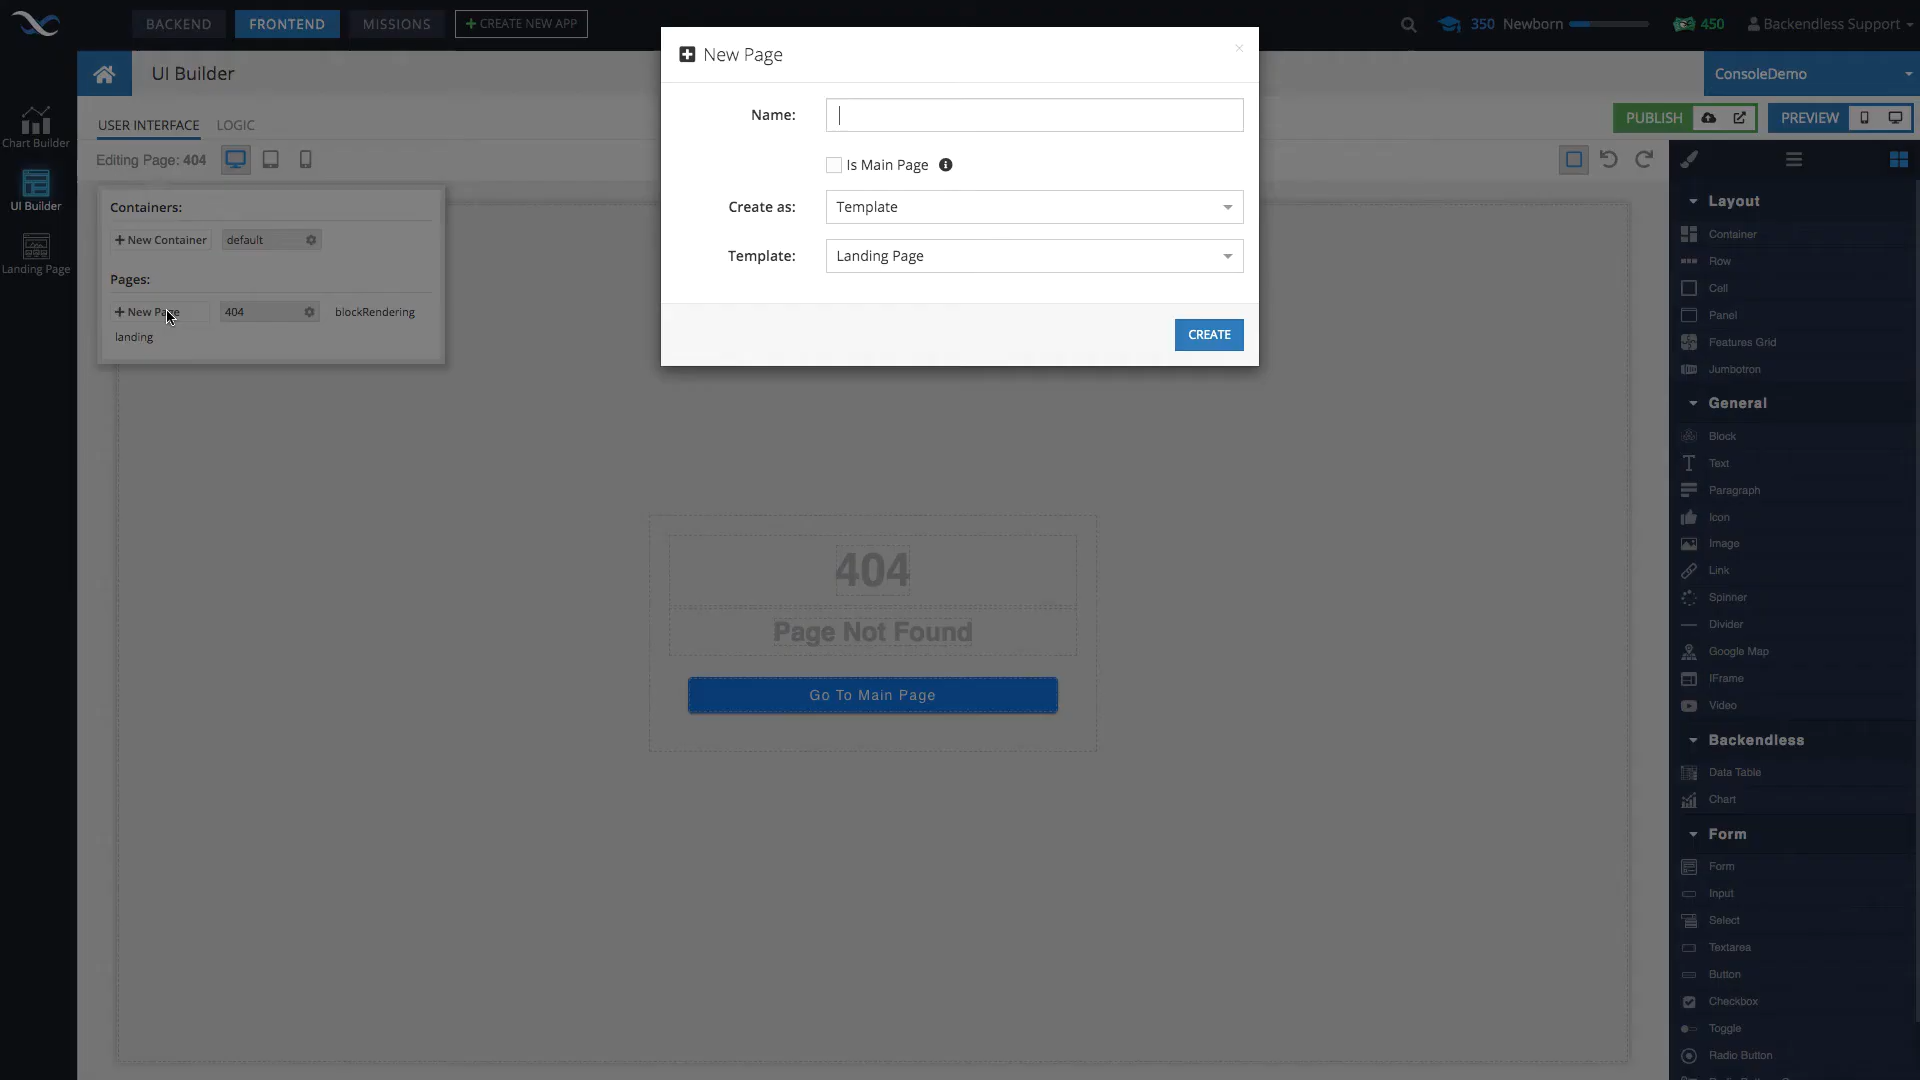 BACKEND
FRONTEND
MISSIONS
+ CREATE NEW APP
350 Newborn
450
Backendless Support
UI Builder
ConsoleDemo
USER INTERFACE
LOGIC
PUBLISH
PREVIEW
Editing Page: 404
Chart Builder
UI Builder
Landing Page
Containers:
+ New Container
default
Pages:
+ New Page
404
blockRendering
landing
New Page
×
Name:
Is Main Page
Create as:
Template
Template:
Landing Page
CREATE
404
Page Not Found
Go To Main Page
Layout
Container
Row
Cell
Panel
Features Grid
Jumbotron
General
Block
Text
Paragraph
Icon
Image
Link
Spinner
Divider
Google Map
IFrame
Video
Backendless
Data Table
Chart
Form
Form
Input
Select
Textarea
Button
Checkbox
Toggle
Radio Button